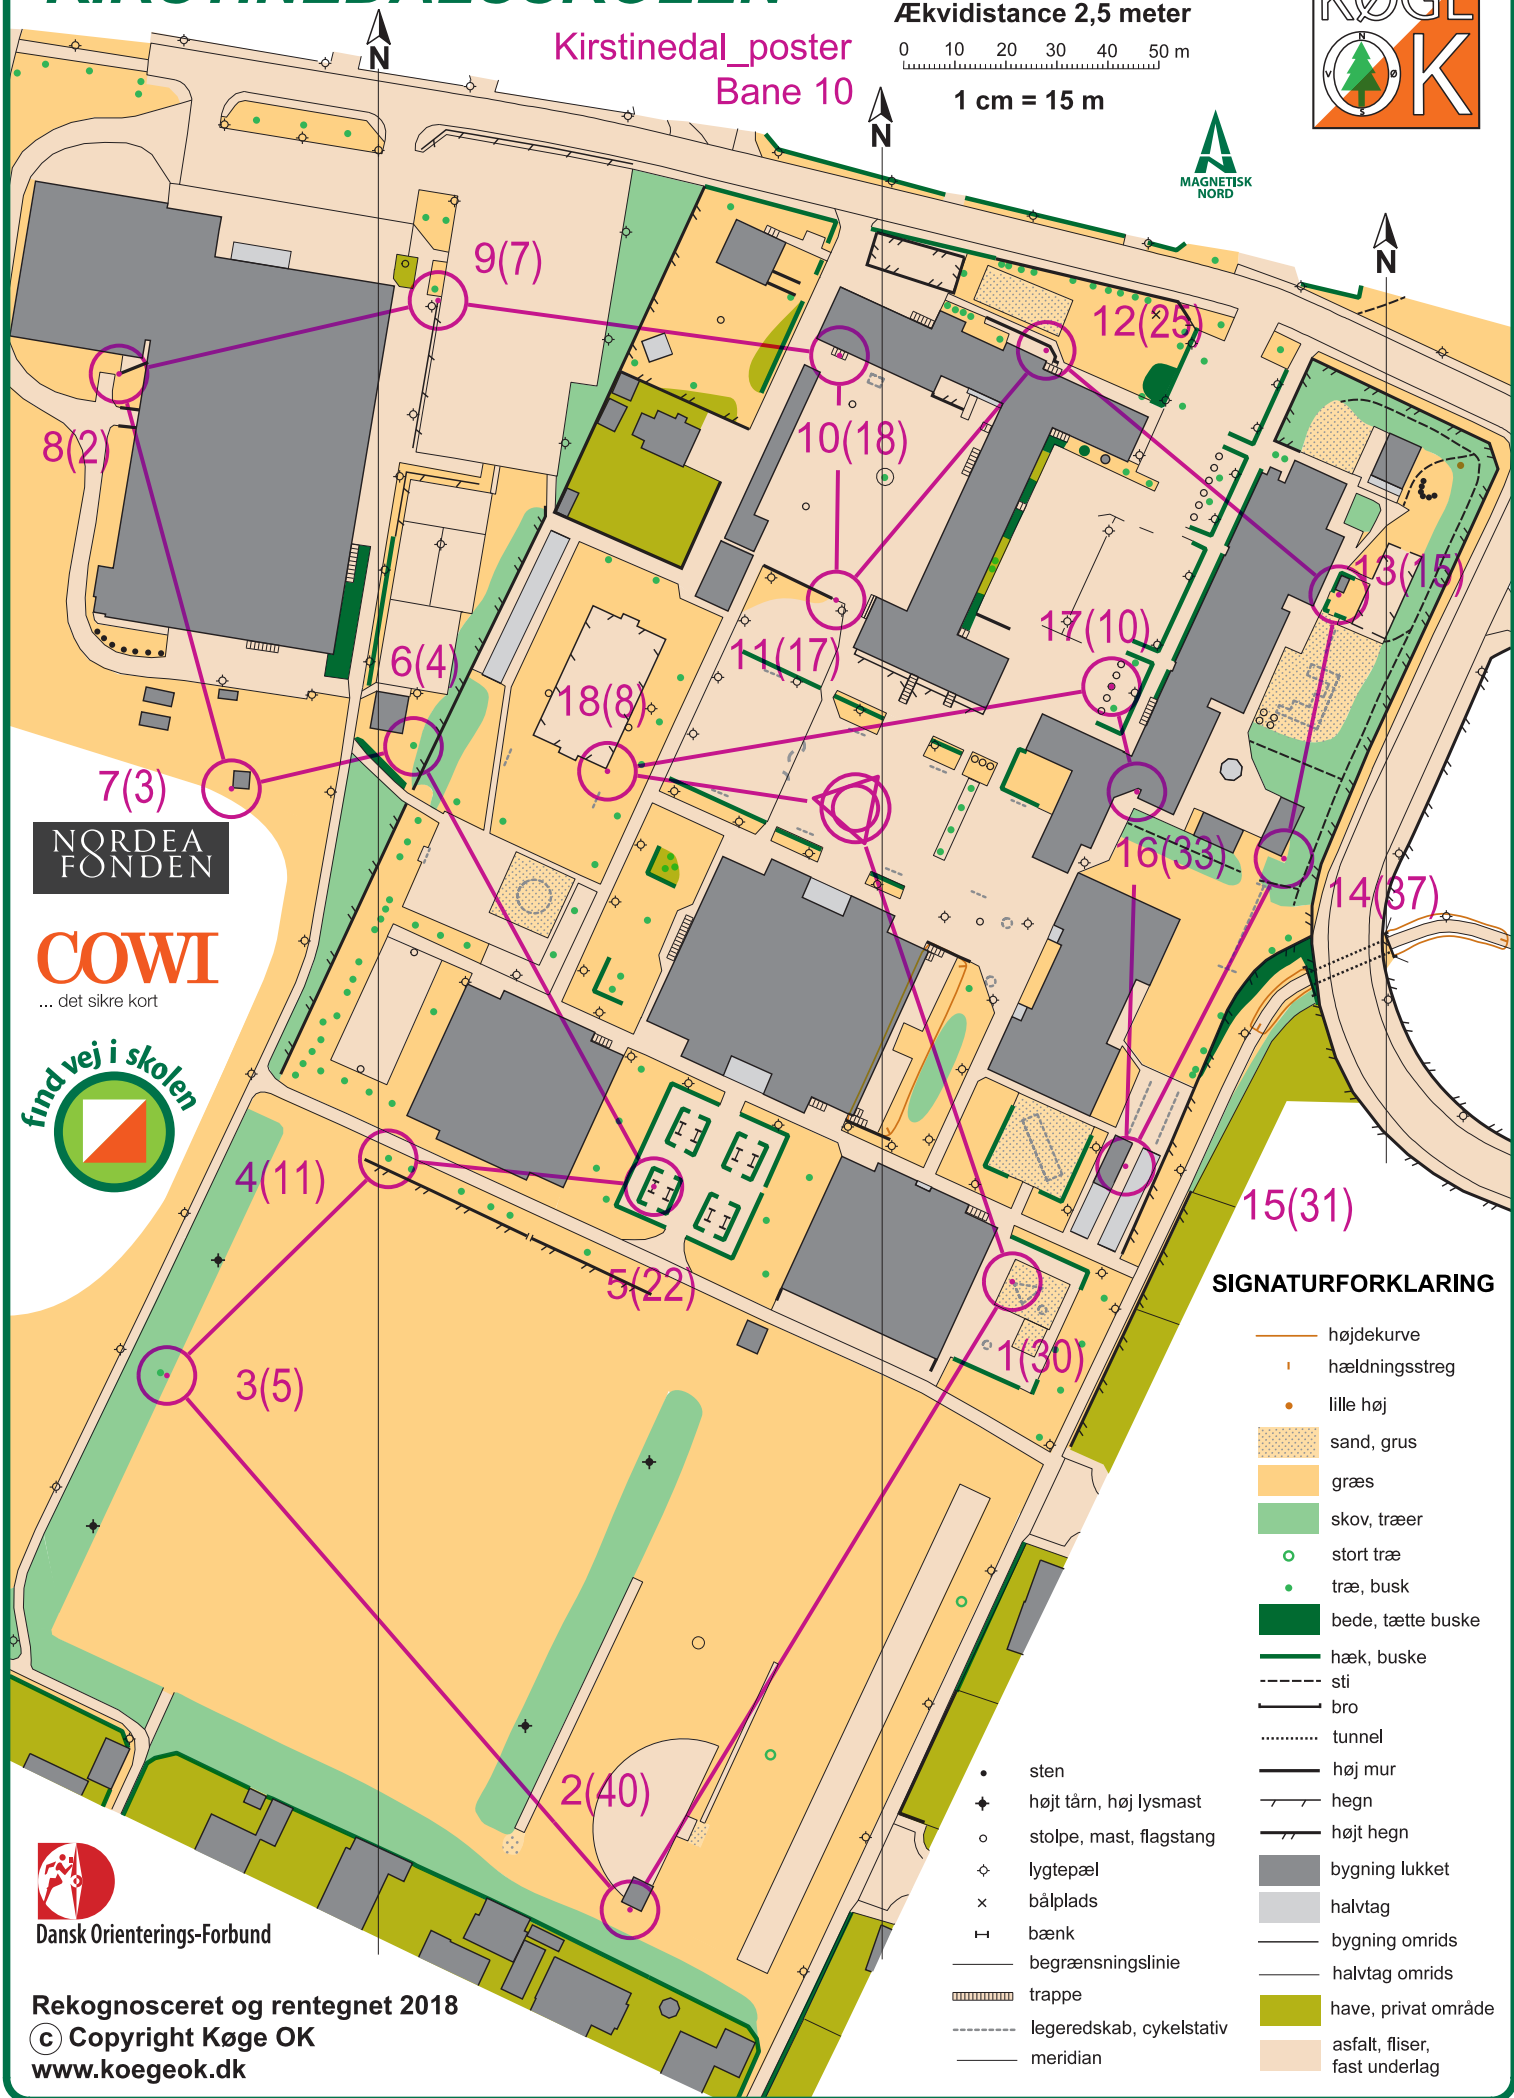 KIRSTINEDALSSKOLEN
Ækvidistance 2,5 meter
Kirstinedal_poster
Bane 10
0 10 20 30 40 50 m
1 cm = 15 m
KØGE
OK
N
V
Ø
S
N
N
N
MAGNETISK
NORD
9(7)
12(25)
8(2)
10(18)
13(15)
17(10)
11(17)
6(4)
18(8)
7(3)
16(33)
14(37)
NORDEA
FONDEN
COWI
... det sikre kort
find vej i skolen
4(11)
15(31)
5(22)
1(30)
3(5)
2(40)
SIGNATURFORKLARING
højdekurve
hældningsstreg
lille høj
sand, grus
græs
skov, træer
stort træ
træ, busk
bede, tætte buske
hæk, buske
sti
bro
tunnel
høj mur
hegn
højt hegn
bygning lukket
halvtag
bygning omrids
halvtag omrids
have, privat område
asfalt, fliser,
fast underlag
sten
højt tårn, høj lysmast
stolpe, mast, flagstang
lygtepæl
bålplads
bænk
begrænsningslinie
trappe
legeredskab, cykelstativ
meridian
Dansk Orienterings-Forbund
Rekognosceret og rentegnet 2018
c Copyright Køge OK
www.koegeok.dk